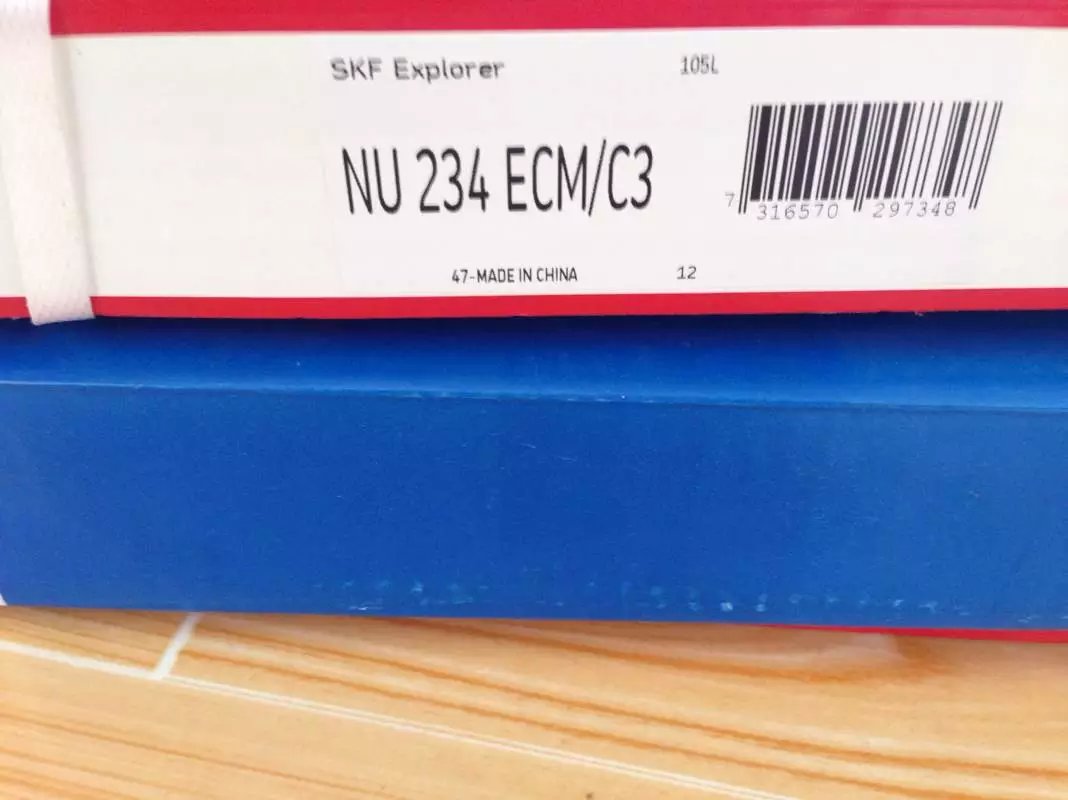 SKF Explorer 105L
NU 234 ECM/C3
7 316570 297348
47-MADE IN CHINA 12